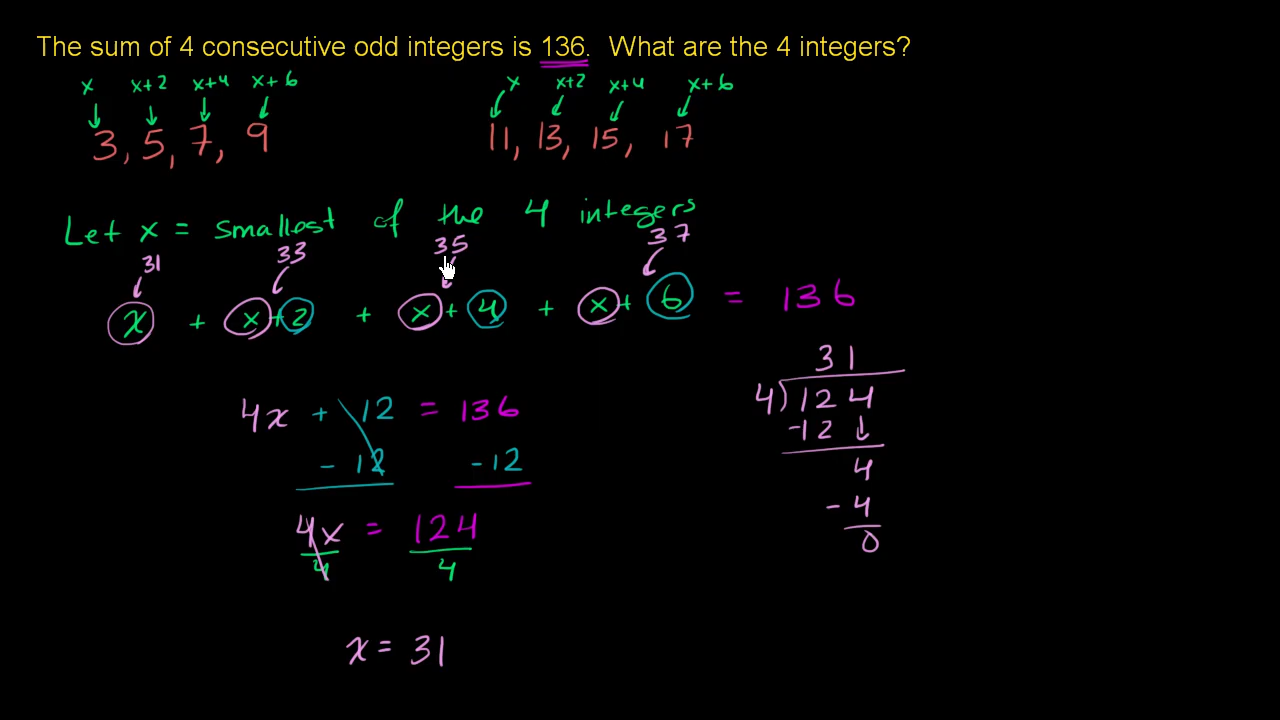 The sum of 4 consecutive odd integers is 136. What are the 4 integers?
x x+2 x+4 x+6 x x+2 x+4 x+6
3, 5, 7, 9 11, 13, 15, 17
Let x = smallest of the 4 integers
31 33 35 37
x + x+2 + x+4 + x+6 = 136
31
4x + 12 = 136 4)124
-12 -12 -12
4
4x = 124 -4
4 4 0
x = 31